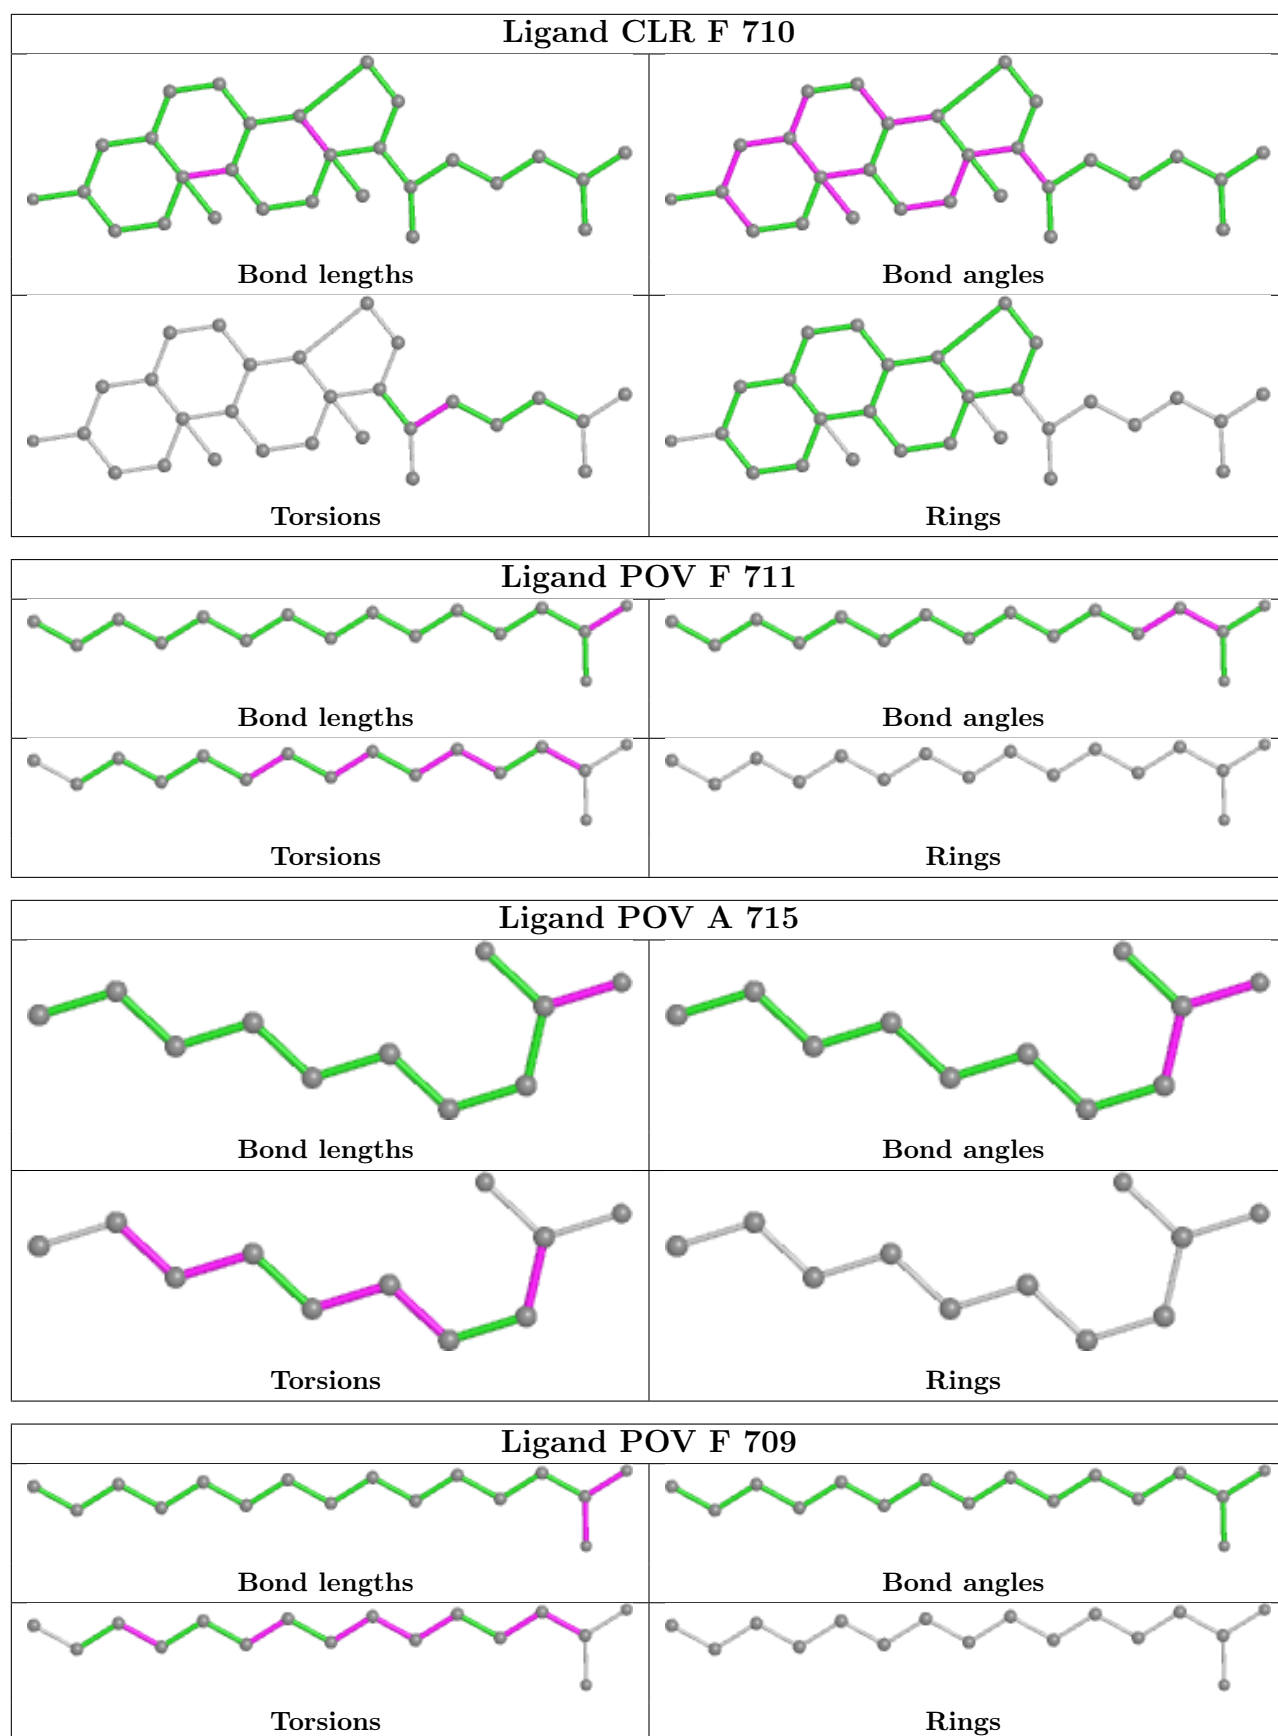 Ligand CLR F 710
Bond lengths
Bond angles
Torsions
Rings
Ligand POV F 711
Bond lengths
Bond angles
Torsions
Rings
Ligand POV A 715
Bond lengths
Bond angles
Torsions
Rings
Ligand POV F 709
Bond lengths
Bond angles
Torsions
Rings